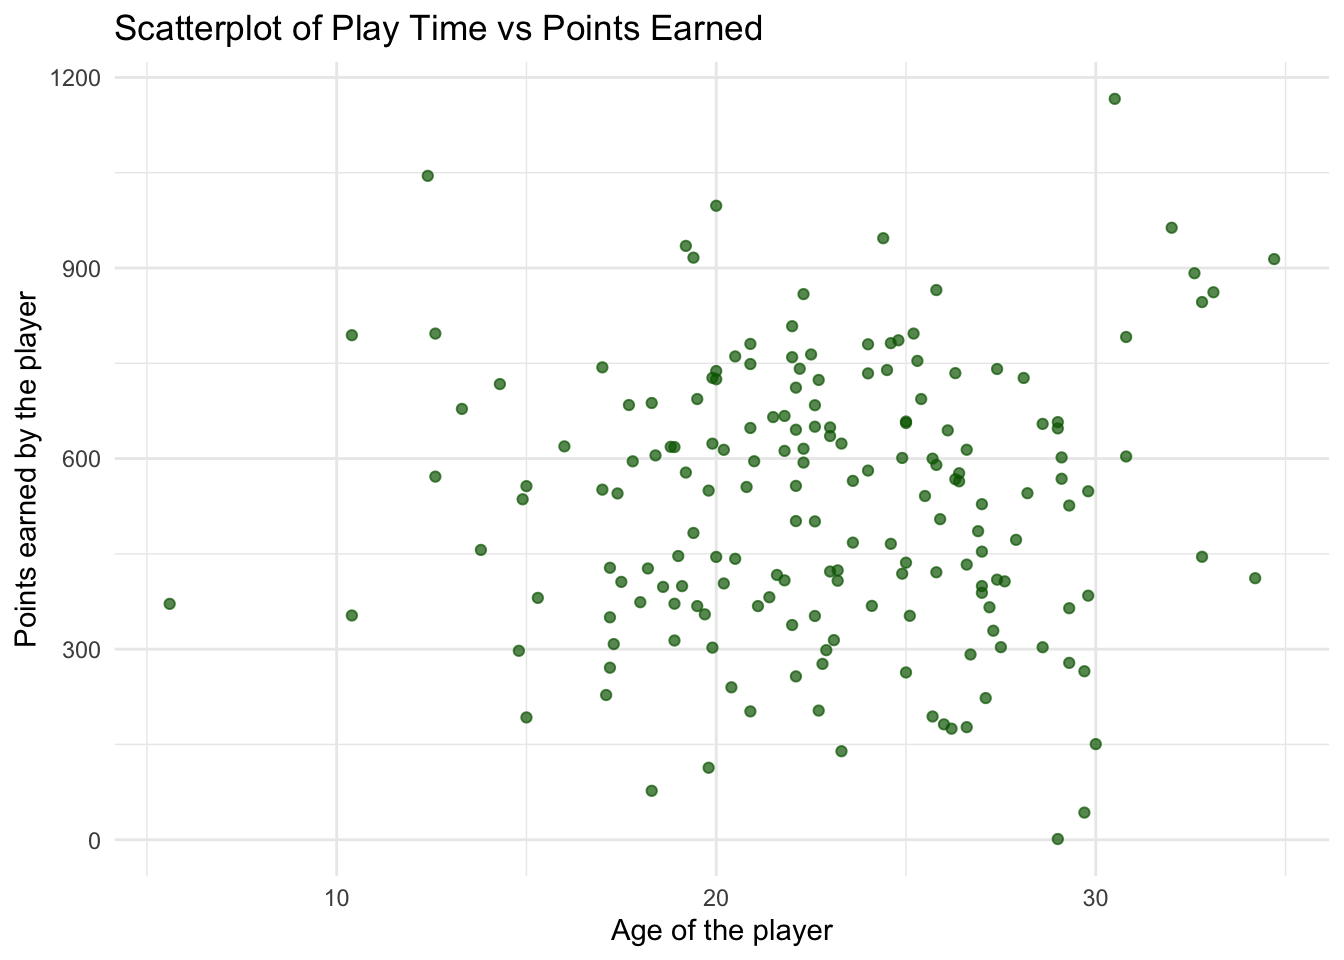 Scatterplot of Play Time vs Points Earned
1200
900
600
300
0
Points earned by the player
10 20 30
Age of the player